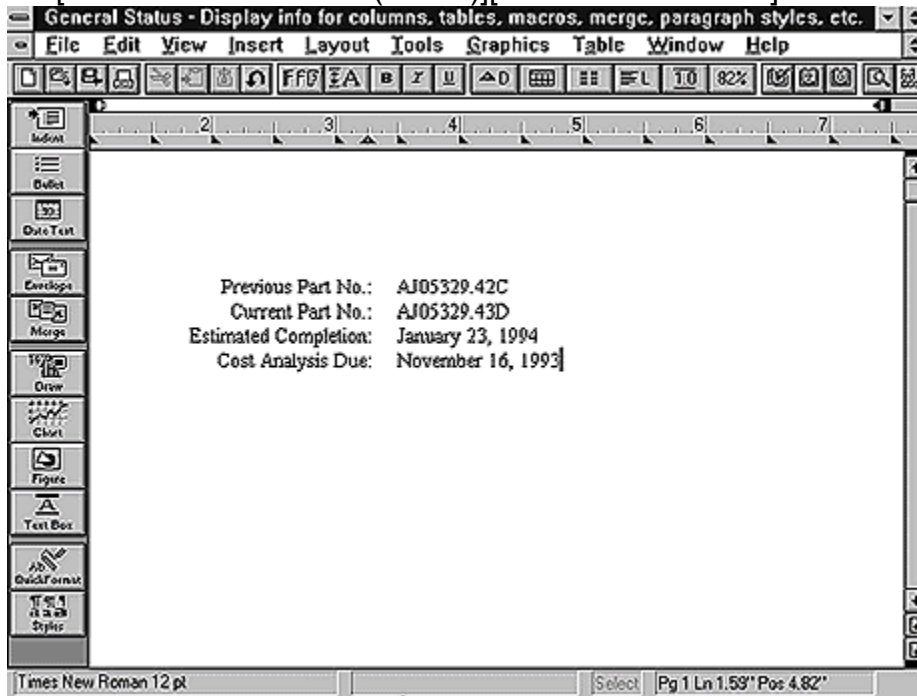 General Status - Display info for columns, tables, macros, merge, paragraph styles, etc.
File Edit View Insert Layout Tools Graphics Table Window Help
B I U 1.0 82%
2 3 4 5 6 7
Indent
Bullet
Date Text
Envelope
Merge
Draw
Chart
Figure
Text Box
QuickFormat
Styles
Previous Part No.: AJ05329.42C
Current Part No.: AJ05329.43D
Estimated Completion: January 23, 1994
Cost Analysis Due: November 16, 1993
Times New Roman 12 pt Select Pg 1 Ln 1.59" Pos 4.82"